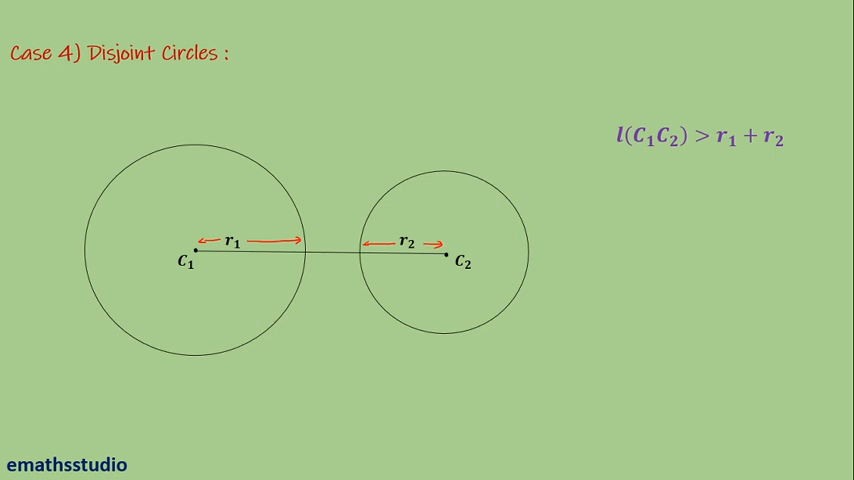 Case 4) Disjoint Circles :
l(C₁C₂) > r₁ + r₂
r₁
r₂
C₁
C₂
emathsstudio